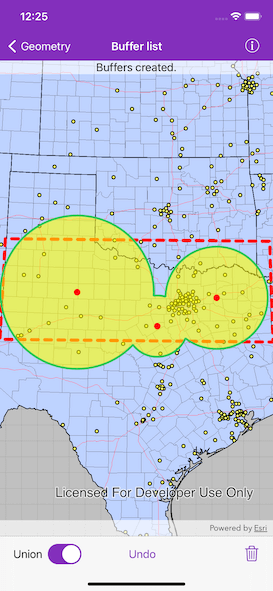 12:25
Geometry
Buffer list
Buffers created.
Licensed For Developer Use Only
Powered by Esri
Union
Undo